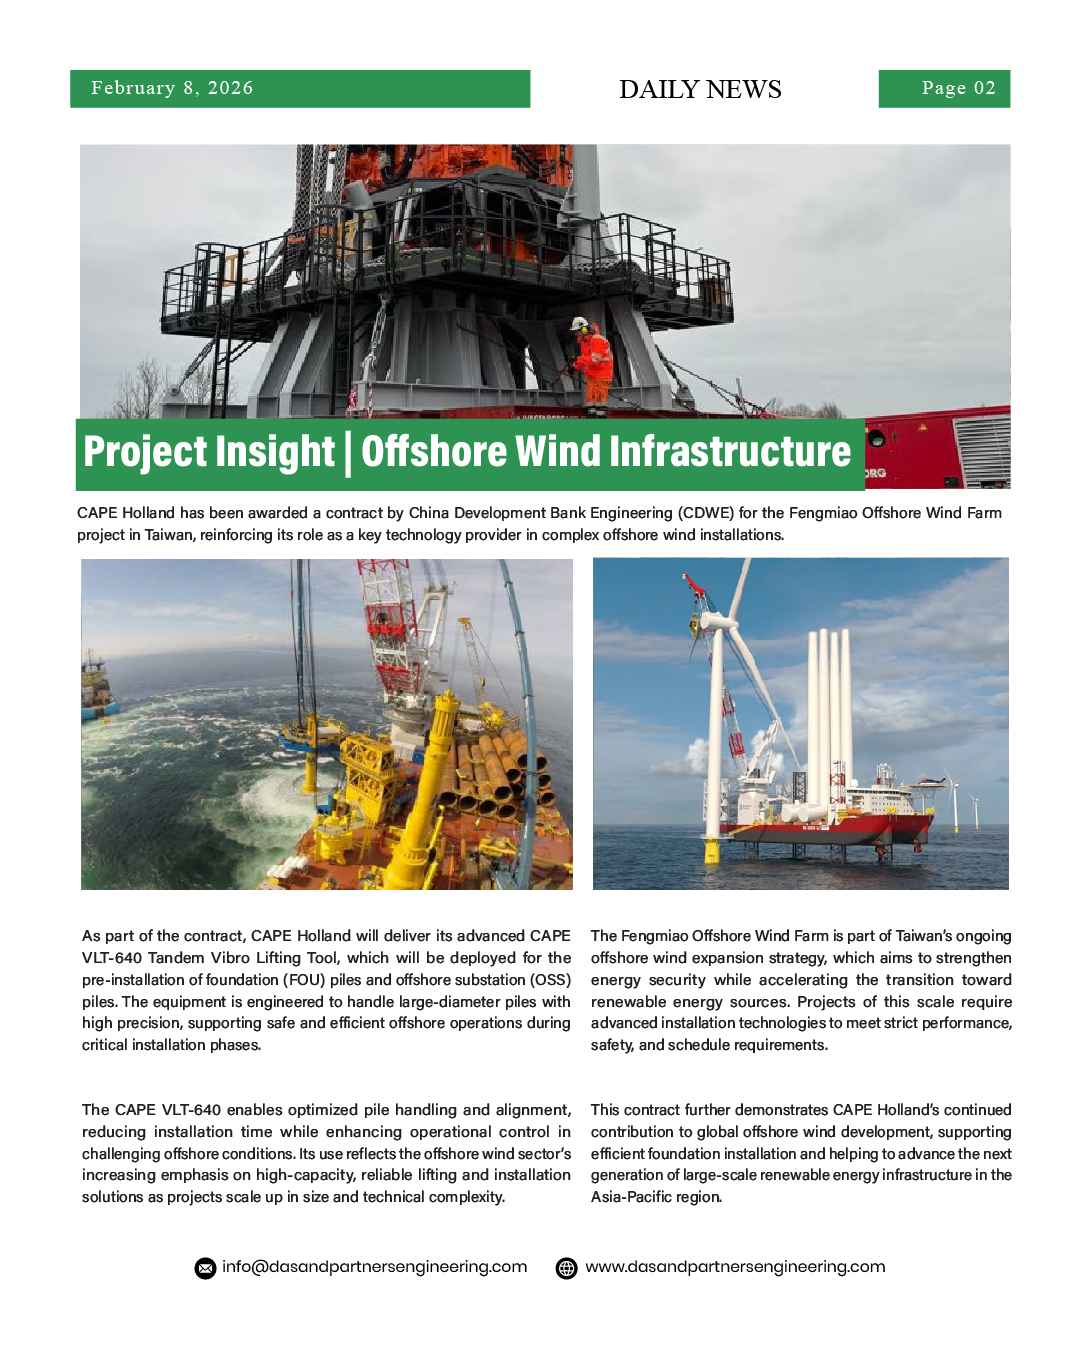 February 8, 2026
DAILY NEWS
Page 02
Project Insight | Offshore Wind Infrastructure
CAPE Holland has been awarded a contract by China Development Bank Engineering (CDWE) for the Fengmiao Offshore Wind Farm
project in Taiwan, reinforcing its role as a key technology provider in complex offshore wind installations.
As part of the contract, CAPE Holland will deliver its advanced CAPE
VLT-640 Tandem Vibro Lifting Tool, which will be deployed for the
pre-installation of foundation (FOU) piles and offshore substation (OSS)
piles. The equipment is engineered to handle large-diameter piles with
high precision, supporting safe and efficient offshore operations during
critical installation phases.
The CAPE VLT-640 enables optimized pile handling and alignment,
reducing installation time while enhancing operational control in
challenging offshore conditions. Its use reflects the offshore wind sector's
increasing emphasis on high-capacity, reliable lifting and installation
solutions as projects scale up in size and technical complexity.
The Fengmiao Offshore Wind Farm is part of Taiwan's ongoing
offshore wind expansion strategy, which aims to strengthen
energy security while accelerating the transition toward
renewable energy sources. Projects of this scale require
advanced installation technologies to meet strict performance,
safety, and schedule requirements.
This contract further demonstrates CAPE Holland's continued
contribution to global offshore wind development, supporting
efficient foundation installation and helping to advance the next
generation of large-scale renewable energy infrastructure in the
Asia-Pacific region.
info@dasandpartnersengineering.com
www.dasandpartnersengineering.com